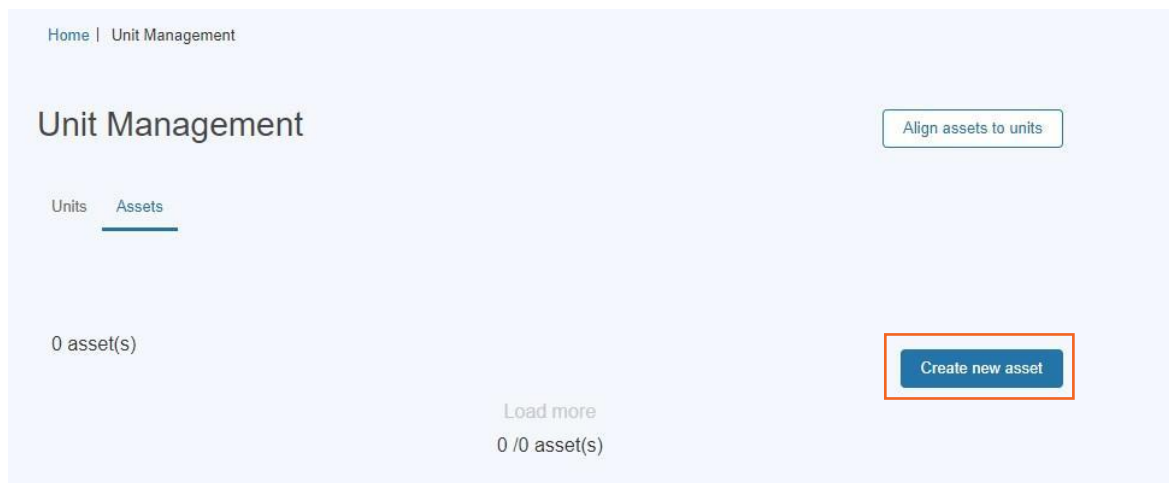 Home | Unit Management
Unit Management
Align assets to units
Units Assets
0 asset(s)
Create new asset
Load more
0 /0 asset(s)